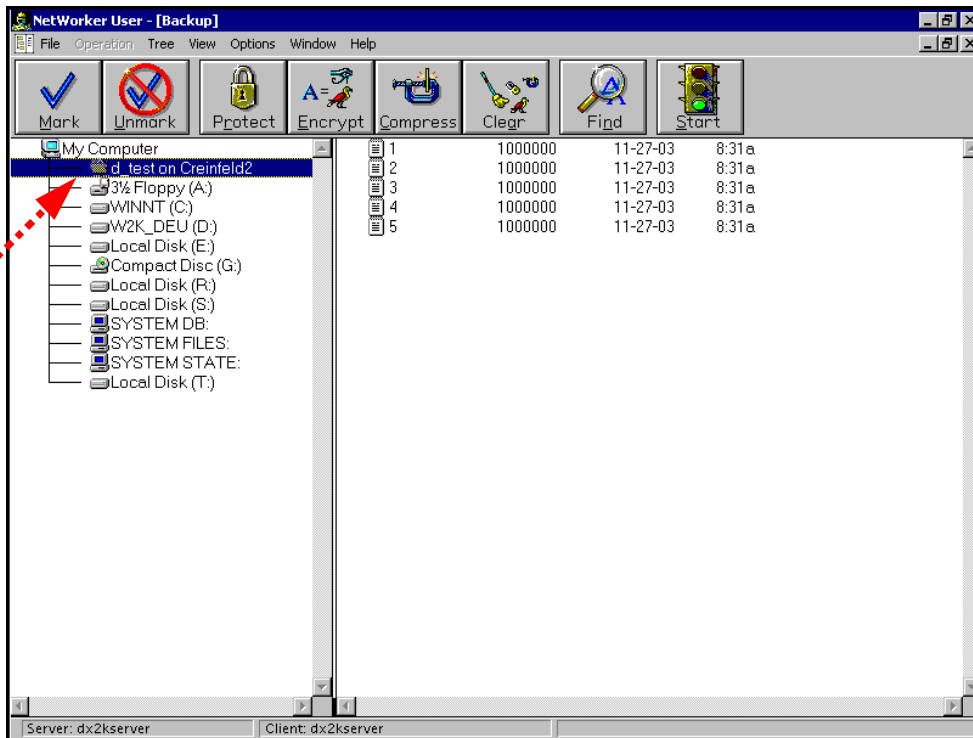 NetWorker User - [Backup]
File Operation Tree View Options Window Help
Mark Unmark Protect Encrypt Compress Clear Find Start
My Computer
d_test on Creinfeld2
3½ Floppy (A:)
WINNT (C:)
W2K_DEU (D:)
Local Disk (E:)
Compact Disc (G:)
Local Disk (R:)
Local Disk (S:)
SYSTEM DB:
SYSTEM FILES:
SYSTEM STATE:
Local Disk (T:)
1 1000000 11-27-03 8:31a
2 1000000 11-27-03 8:31a
3 1000000 11-27-03 8:31a
4 1000000 11-27-03 8:31a
5 1000000 11-27-03 8:31a
Server: dx2kserver Client: dx2kserver